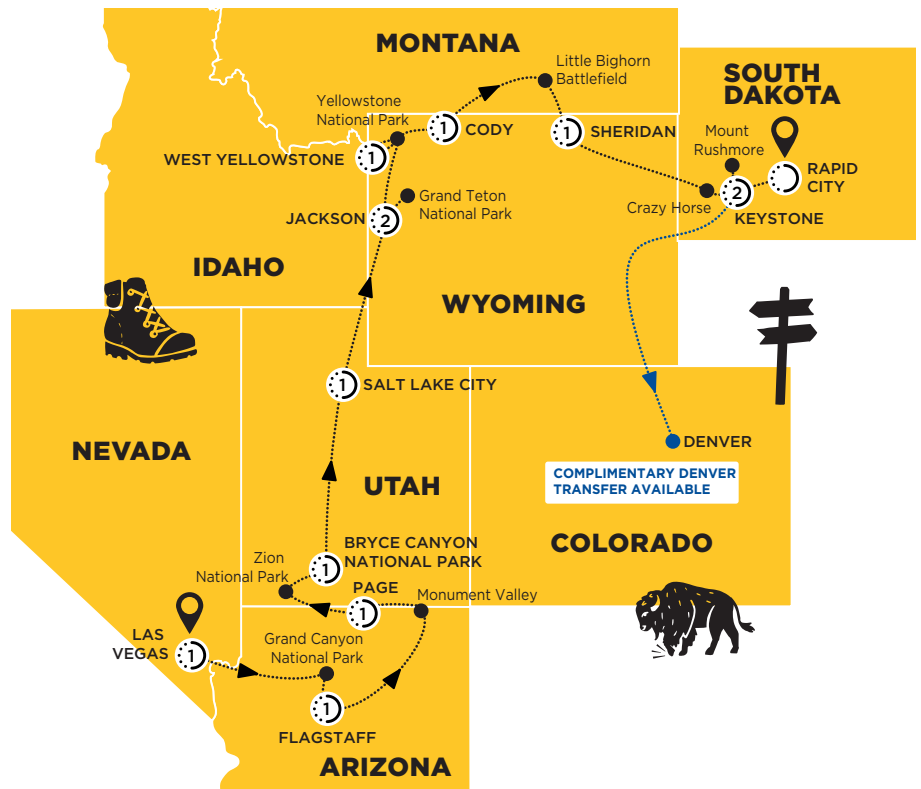 MONTANA
Little Bighorn
Battlefield
SOUTH
DAKOTA
Yellowstone
National Park
1
CODY
1
SHERIDAN
Mount
Rushmore
WEST YELLOWSTONE
1
RAPID
CITY
Grand Teton
National Park
Crazy Horse
2
KEYSTONE
JACKSON
2
IDAHO
WYOMING
1
SALT LAKE CITY
NEVADA
DENVER
COMPLIMENTARY DENVER
TRANSFER AVAILABLE
UTAH
COLORADO
BRYCE CANYON
NATIONAL PARK
1
Zion
National Park
PAGE
1
Monument Valley
LAS
VEGAS
1
Grand Canyon
National Park
1
FLAGSTAFF
ARIZONA